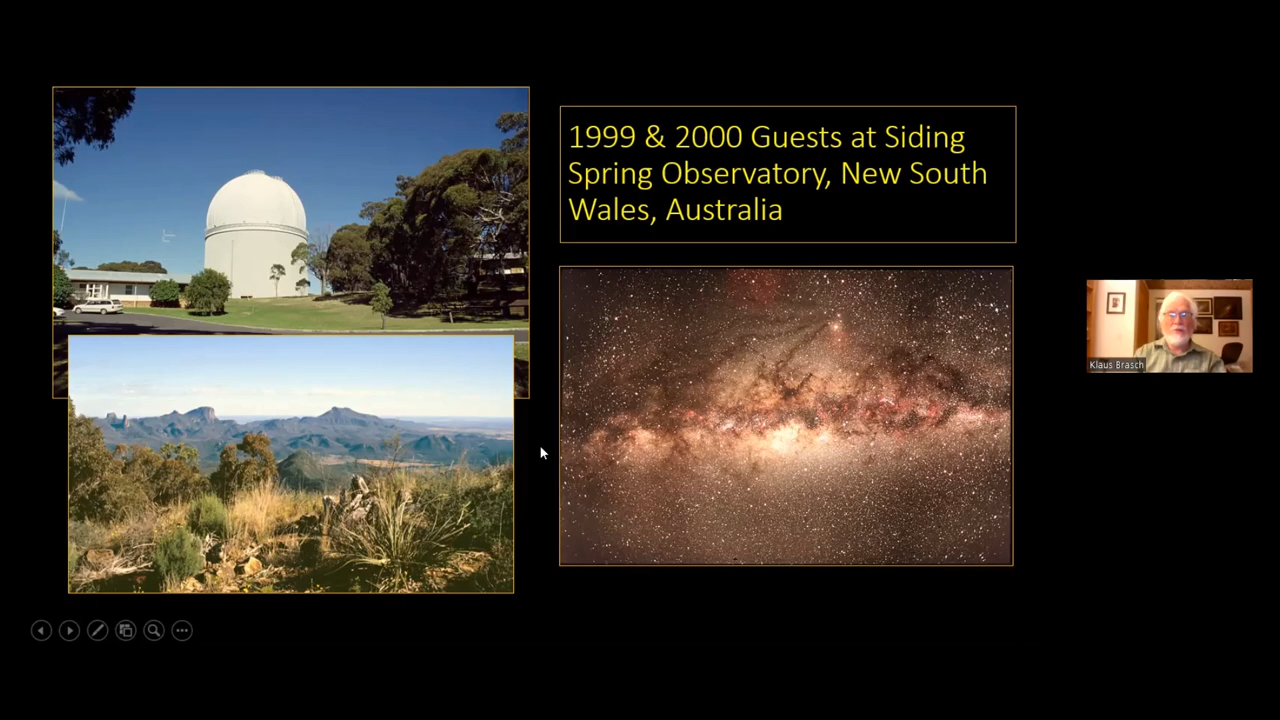 1999 & 2000 Guests at Siding
Spring Observatory, New South
Wales, Australia
Klaus Brasch